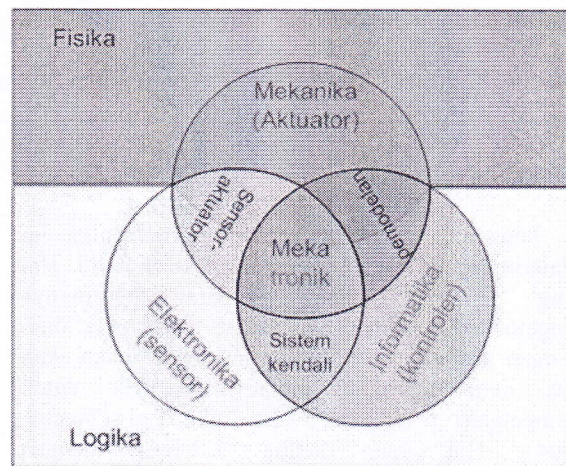 Fisika
Mekanika
(Aktuator)
Sensor-
aktuator
pemodelan
Meka
tronik
Elektronika
(sensor)
Sistem
kendali
Informatika
(kontroler)
Logika